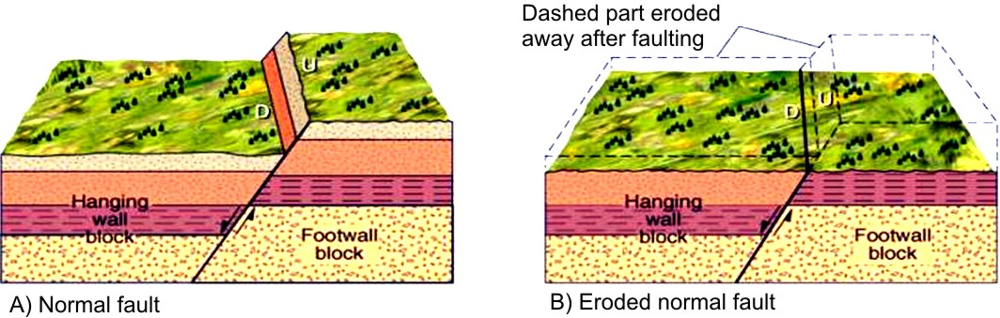 Dashed part eroded
away after faulting
U
D
Hanging
wall
block
Footwall
block
A) Normal fault
U
D
Hanging
wall
block
Footwall
block
B) Eroded normal fault